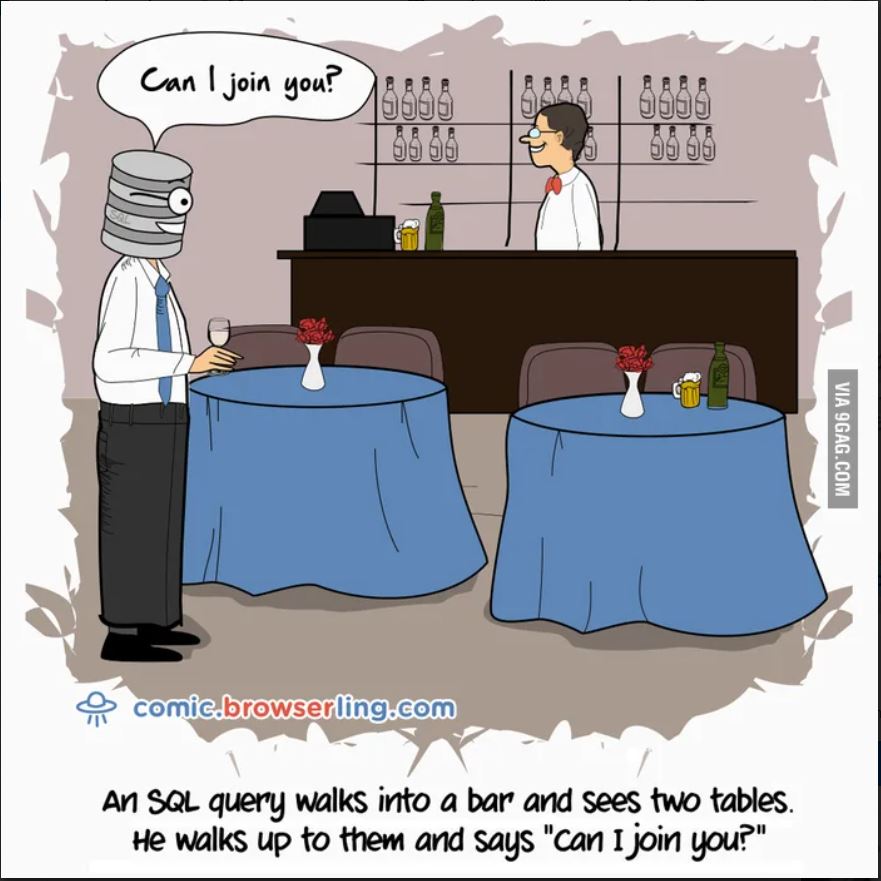 Can I join you?
SQL
VIA 9GAG.COM
comic.browserling.com
An SQL query walks into a bar and sees two tables.
He walks up to them and says "Can I join you?"